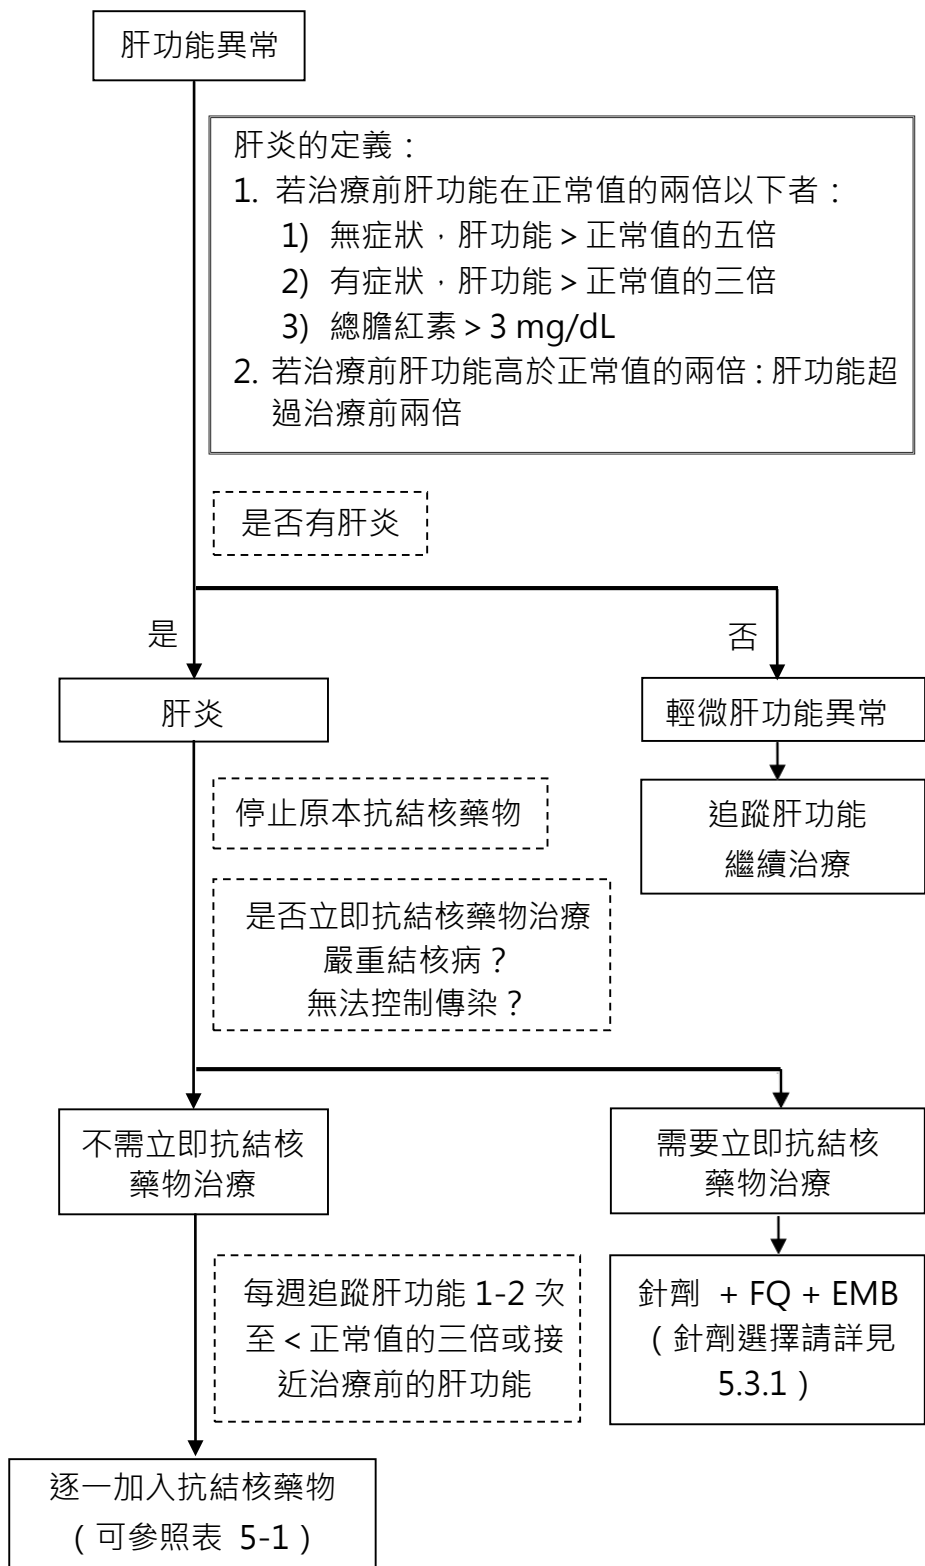 肝功能異常
肝炎的定義：
1. 若治療前肝功能在正常值的兩倍以下者：
1) 無症狀，肝功能 > 正常值的五倍
2) 有症狀，肝功能 > 正常值的三倍
3) 總膽紅素 > 3 mg/dL
2. 若治療前肝功能高於正常值的兩倍：肝功能超
過治療前兩倍
是否有肝炎
是
否
肝炎
輕微肝功能異常
停止原本抗結核藥物
追蹤肝功能
繼續治療
是否立即抗結核藥物治療
嚴重結核病？
無法控制傳染？
不需立即抗結核
藥物治療
需要立即抗結核
藥物治療
每週追蹤肝功能 1-2 次
至 < 正常值的三倍或接
近治療前的肝功能
針劑 + FQ + EMB
（針劑選擇請詳見
5.3.1）
逐一加入抗結核藥物
（可參照表 5-1）